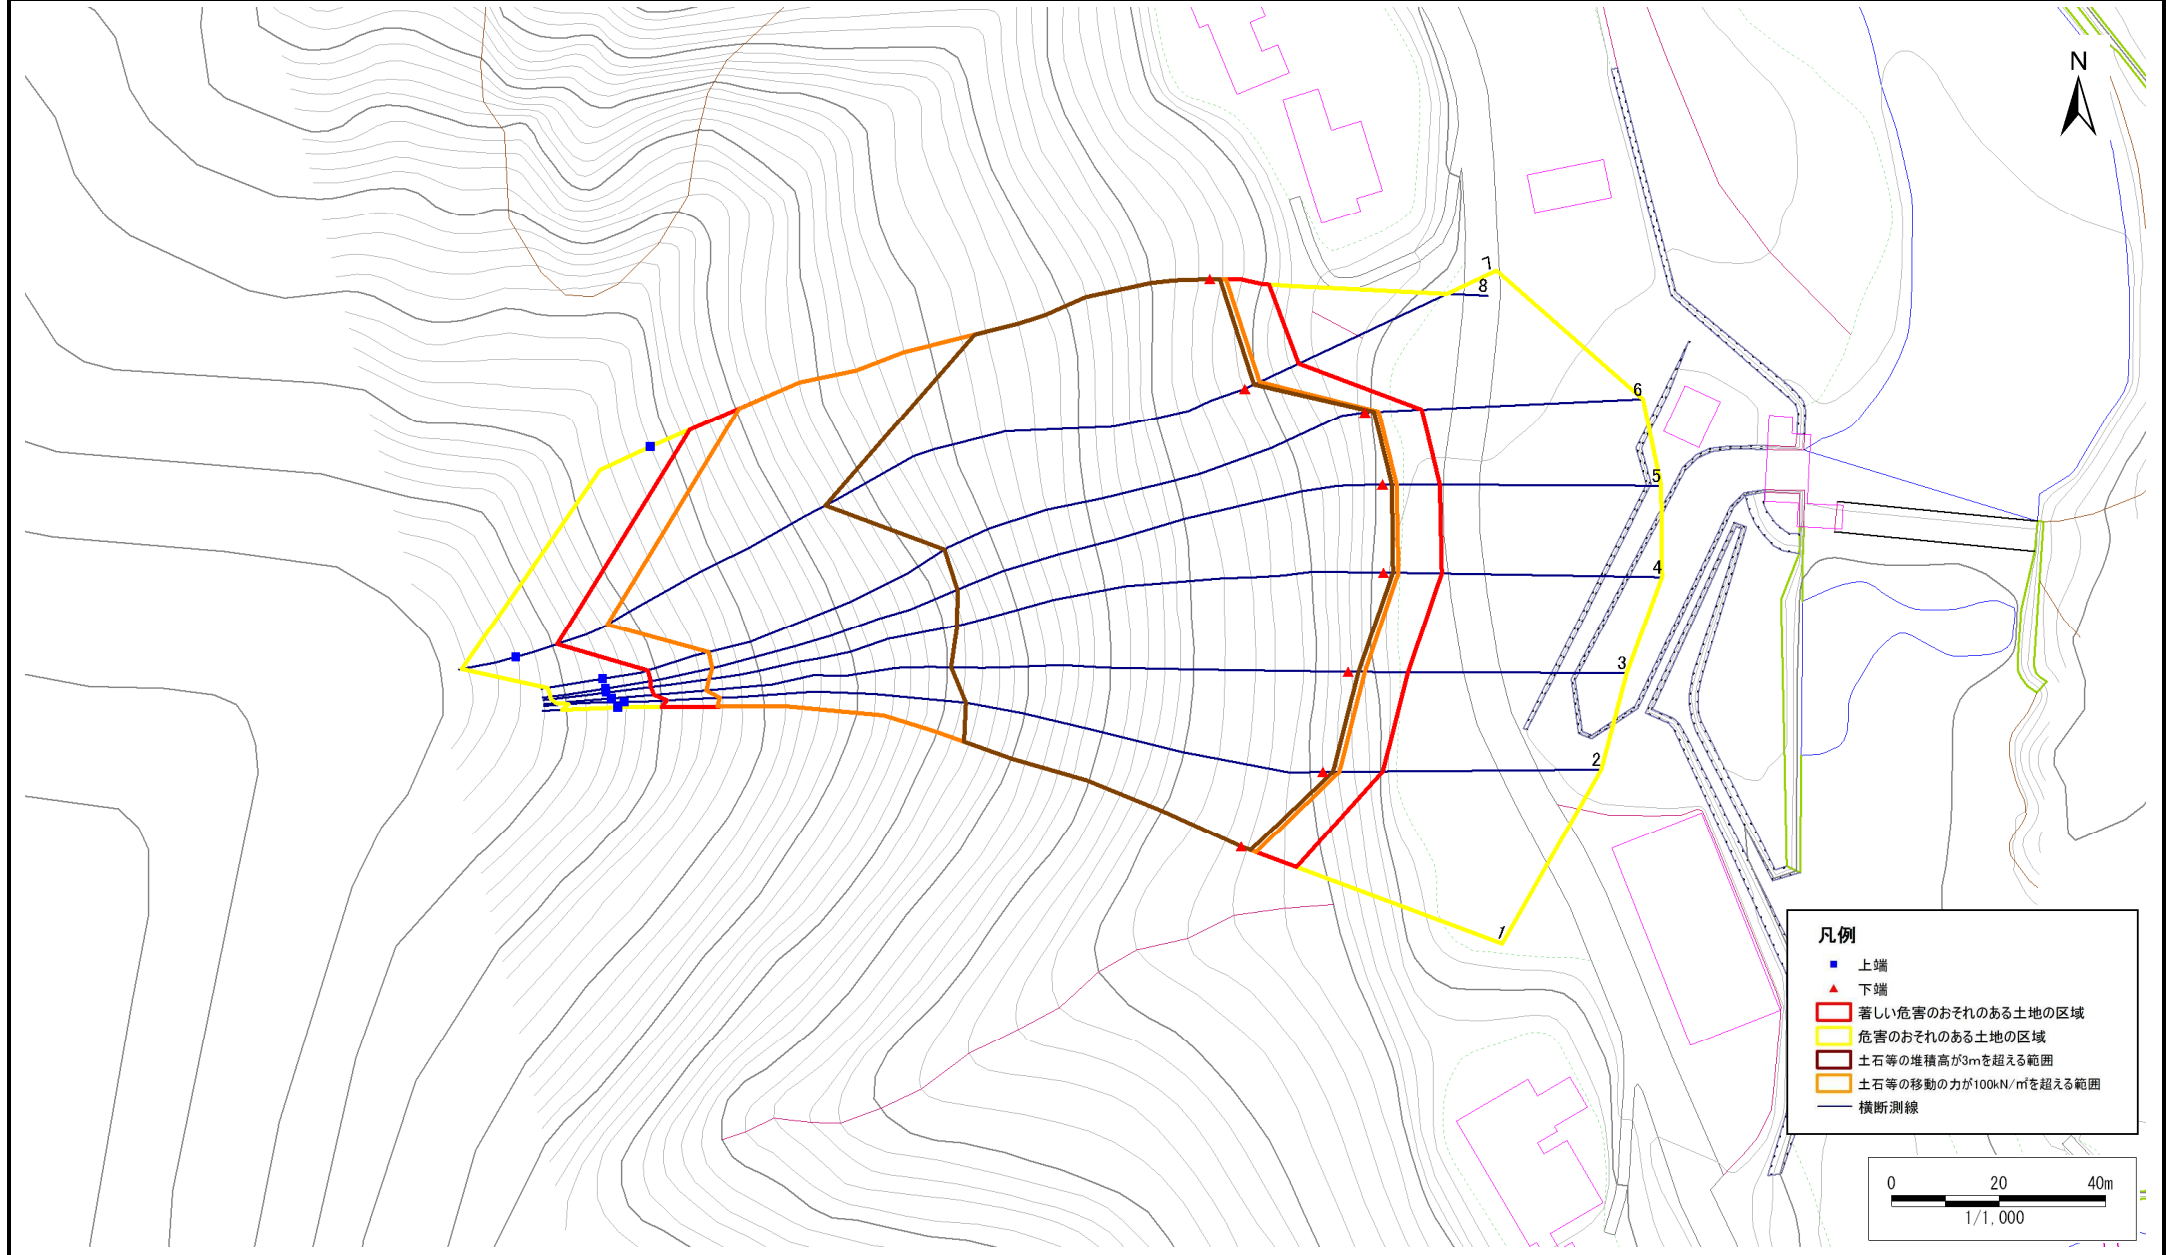 N
7
8
6
5
4
3
2
1
凡例
上端
下端
著しい危害のおそれのある土地の区域
危害のおそれのある土地の区域
土石等の堆積高が3mを超える範囲
土石等の移動の力が100kN/㎡を超える範囲
横断測線
0 20 40m
1/1,000